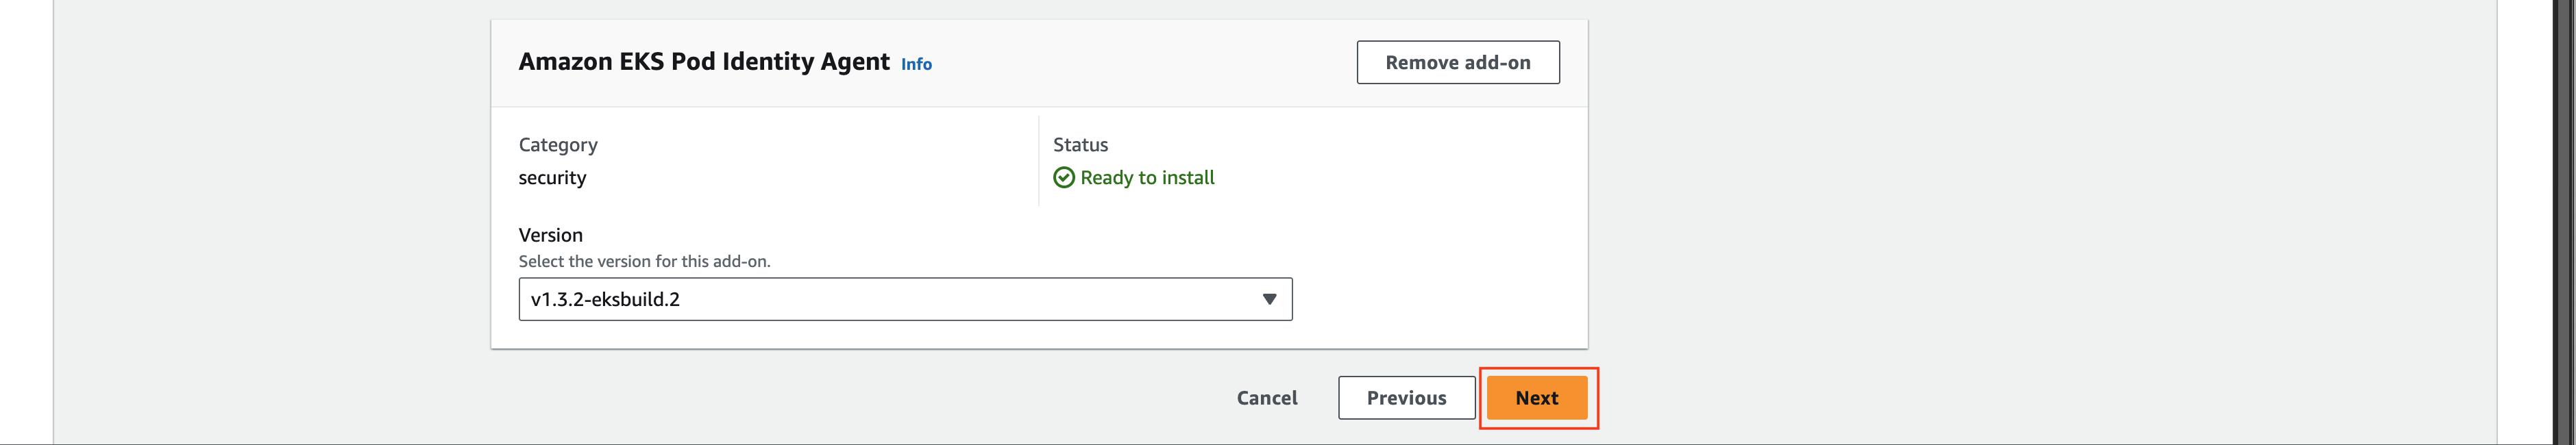 Amazon EKS Pod Identity Agent Info
Remove add-on
Category
security
Status
Ready to install
Version
Select the version for this add-on.
v1.3.2-eksbuild.2
Cancel
Previous
Next